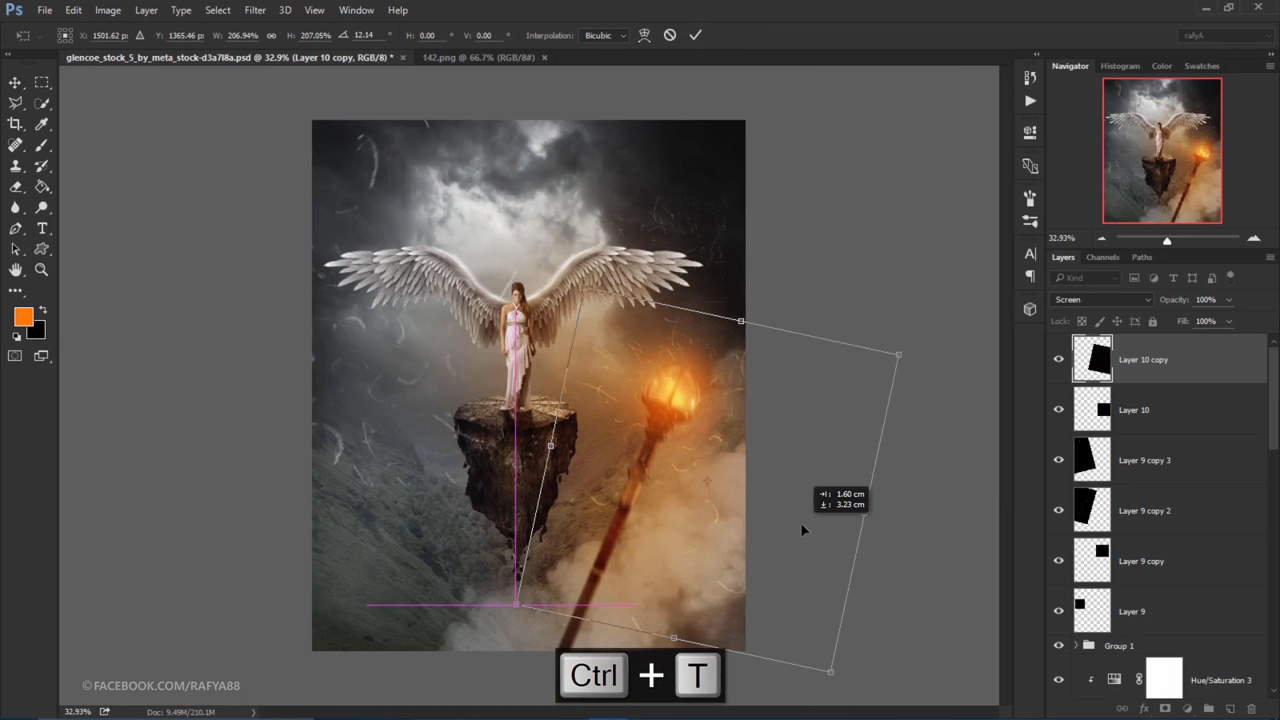 Ps File Edit Image Layer Type Select Filter 3D View Window Help
X: 1501.62 px Y: 1365.46 px W: 206.94% H: 207.05% 12.14 ° H: 0.00 ° V: 0.00 ° Interpolation: Bicubic rafyA
glencoe_stock_5_by_meta_stock-d3a7l8a.psd @ 32.9% (Layer 10 copy, RGB/8) * × 142.png @ 66.7% (RGB/8#) ×
Navigator Histogram Color Swatches
32.93%
Layers Channels Paths
Kind
Screen Opacity: 100%
Lock: Fill: 100%
Layer 10 copy
Layer 10
Layer 9 copy 3
1.60 cm
3.23 cm
Layer 9 copy 2
Layer 9 copy
Layer 9
Group 1
Hue/Saturation 3
Ctrl + T
©FACEBOOK.COM/RAFYA88
32.93% Doc: 9.49M/210.1M